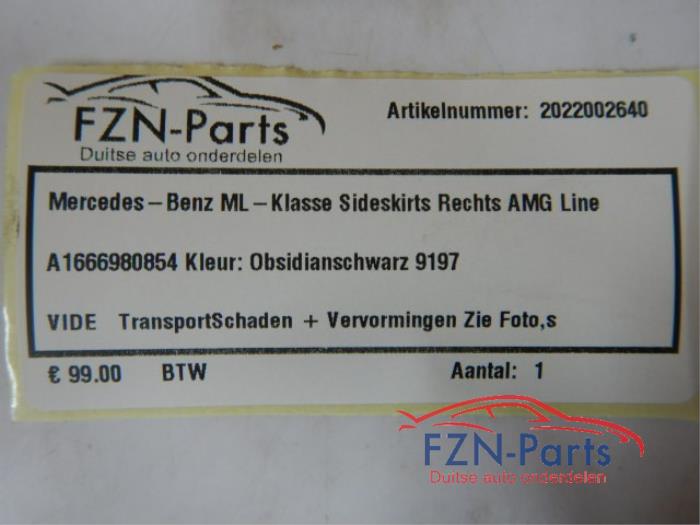 FZN-Parts
Duitse auto onderdelen
Artikelnummer: 2022002640
Mercedes-Benz ML-Klasse Sideskirts Rechts AMG Line
A1666980854 Kleur: Obsidianschwarz 9197
VIDE TransportSchaden + Vervormingen Zie Foto,s
€ 99.00 BTW Aantal: 1
FZN-Parts
Duitse auto onderdelen